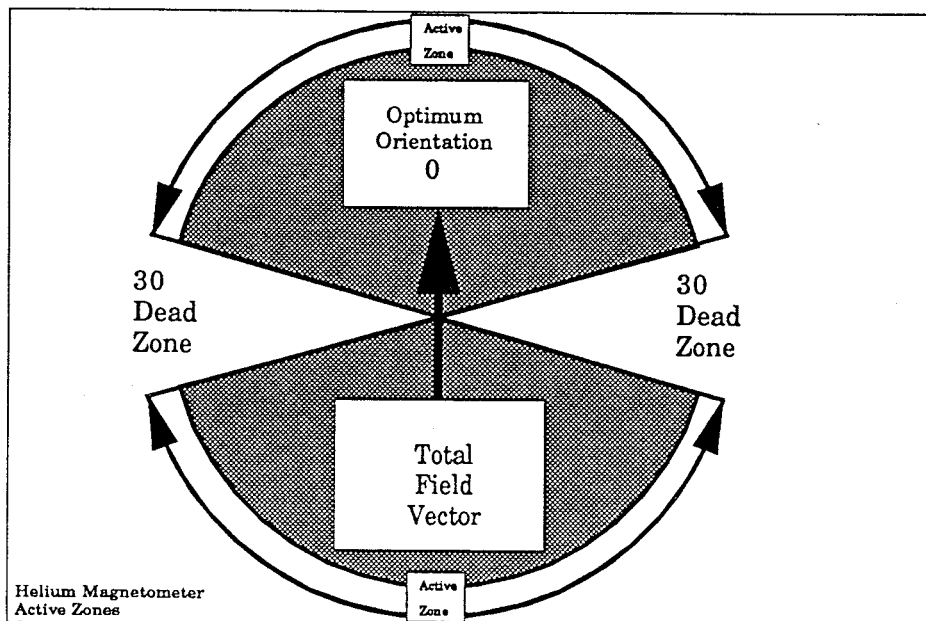 Active
Zone
Optimum
Orientation
0
30
Dead
Zone
30
Dead
Zone
Total
Field
Vector
Active
Zone
Helium Magnetometer
Active Zones